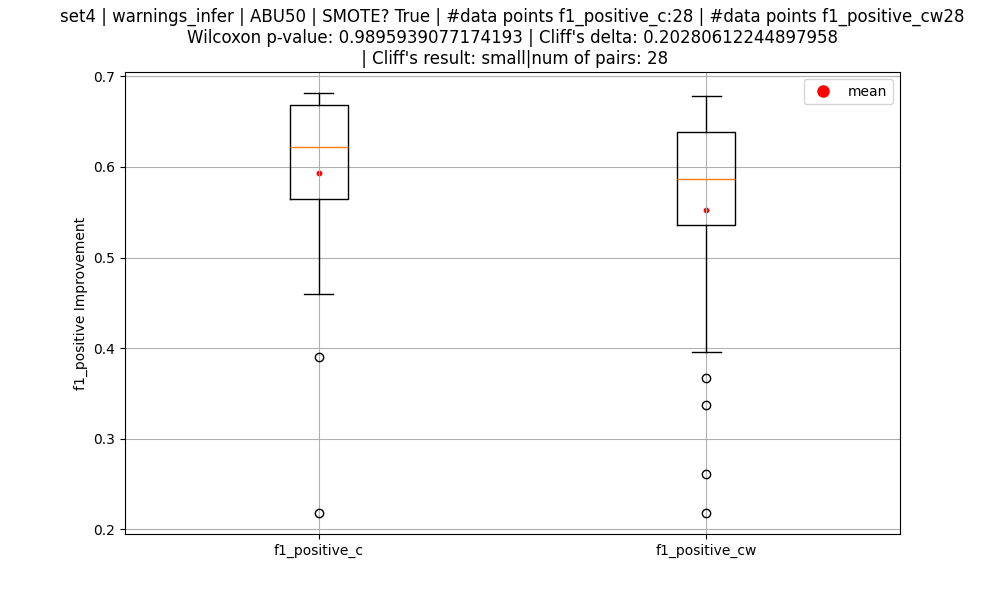 set4 | warnings_infer | ABU50 | SMOTE? True | #data points f1_positive_c:28 | #data points f1_positive_cw28
Wilcoxon p-value: 0.9895939077174193 | Cliff's delta: 0.20280612244897958
| Cliff's result: small|num of pairs: 28
mean
0.7
0.6
0.5
0.4
0.3
0.2
f1_positive Improvement
f1_positive_c
f1_positive_cw